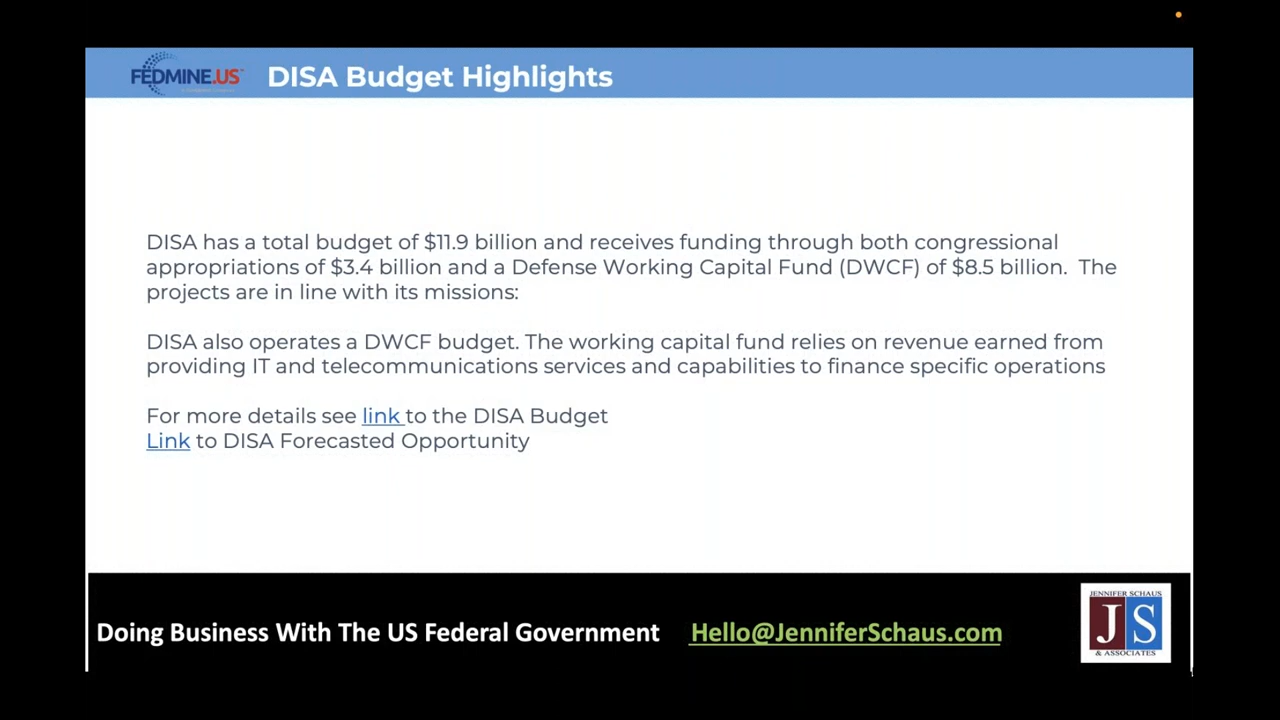 FEDMINE.US
DISA Budget Highlights
DISA has a total budget of $11.9 billion and receives funding through both congressional
appropriations of $3.4 billion and a Defense Working Capital Fund (DWCF) of $8.5 billion.  The
projects are in line with its missions:
DISA also operates a DWCF budget. The working capital fund relies on revenue earned from
providing IT and telecommunications services and capabilities to finance specific operations
For more details see link to the DISA Budget
Link to DISA Forecasted Opportunity
Doing Business With The US Federal Government
Hello@JenniferSchaus.com
JENNIFER SCHAUS
JS
& ASSOCIATES